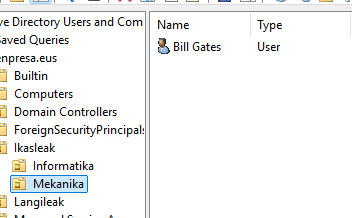 ve Directory Users and Com
Saved Queries
enpresa.eus
Builtin
Computers
Domain Controllers
ForeignSecurityPrincipals
Ikasleak
Informatika
Mekanika
Langileak
Name Type
Bill Gates User